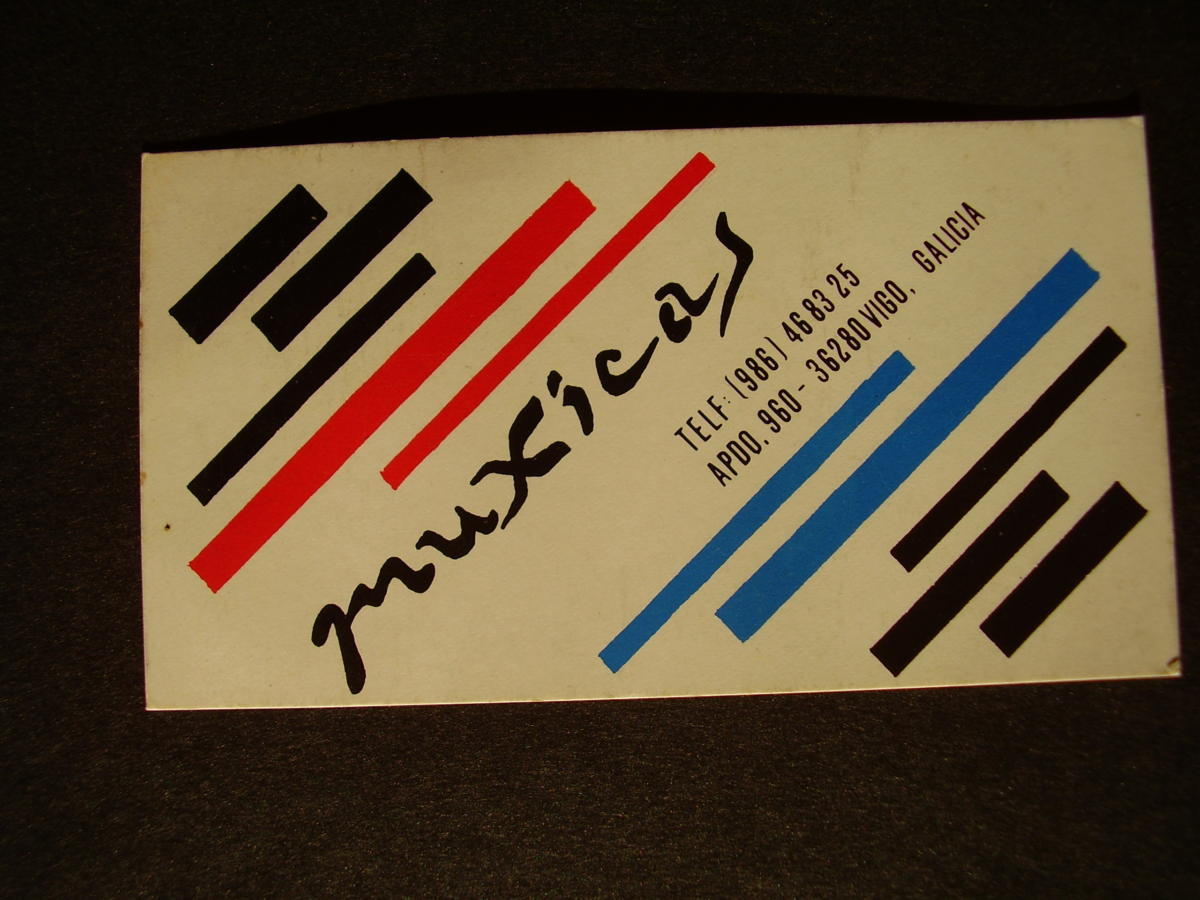 muxicas
TELF: (986) 46 83 25
APDO. 960 - 36280 VIGO. GALICIA